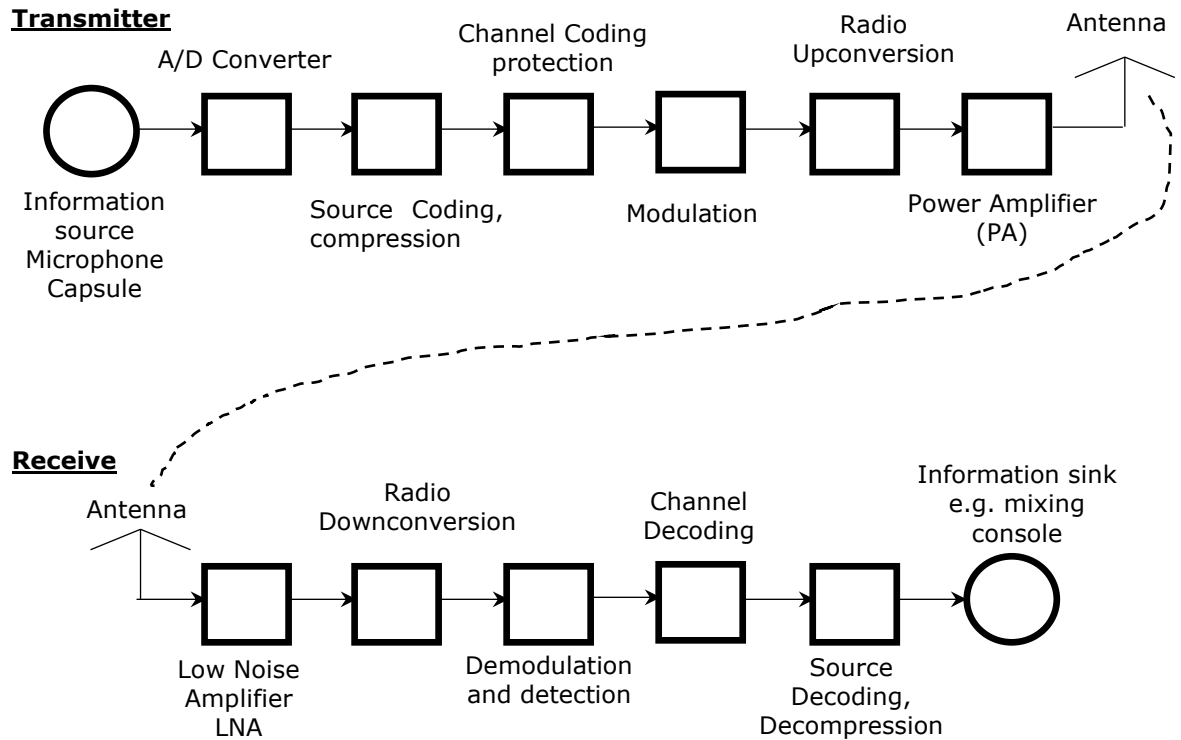 Transmitter
A/D Converter
Channel Coding
protection
Radio
Upconversion
Antenna
Information
source
Microphone
Capsule
Source Coding,
compression
Modulation
Power Amplifier
(PA)
Receive
Antenna
Radio
Downconversion
Channel
Decoding
Information sink
e.g. mixing
console
Low Noise
Amplifier
LNA
Demodulation
and detection
Source
Decoding,
Decompression